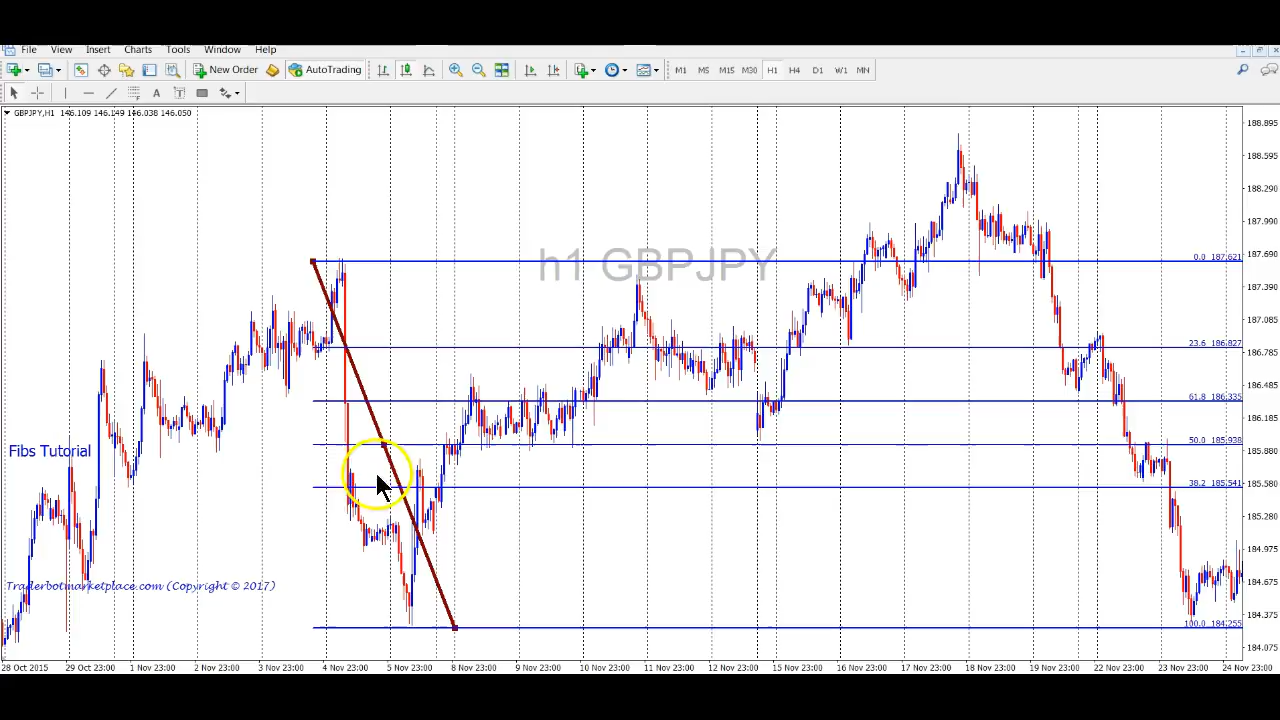 File View Insert Charts Tools Window Help
New Order AutoTrading M1 M5 M15 M30 H1 H4 D1 W1 MN
A T
GBPJPY,H1 146.109 146.149 146.038 146.050
188.895
188.595
188.290
187.990
h1 GBPJPY
0.0 187.621
187.690
187.390
187.085
23.6 186.827
186.785
186.485
61.8 186.335
186.185
50.0 185.938
Fibs Tutorial
185.880
38.2 185.541
185.580
185.280
184.975
Traderbotmarketplace.com (Copyright © 2017)
184.675
184.375
100.0 184.255
184.075
28 Oct 2015 29 Oct 23:00 1 Nov 23:00 2 Nov 23:00 3 Nov 23:00 4 Nov 23:00 5 Nov 23:00 8 Nov 23:00 9 Nov 23:00 10 Nov 23:00 11 Nov 23:00 12 Nov 23:00 15 Nov 23:00 16 Nov 23:00 17 Nov 23:00 18 Nov 23:00 19 Nov 23:00 22 Nov 23:00 23 Nov 23:00 24 Nov 23:00